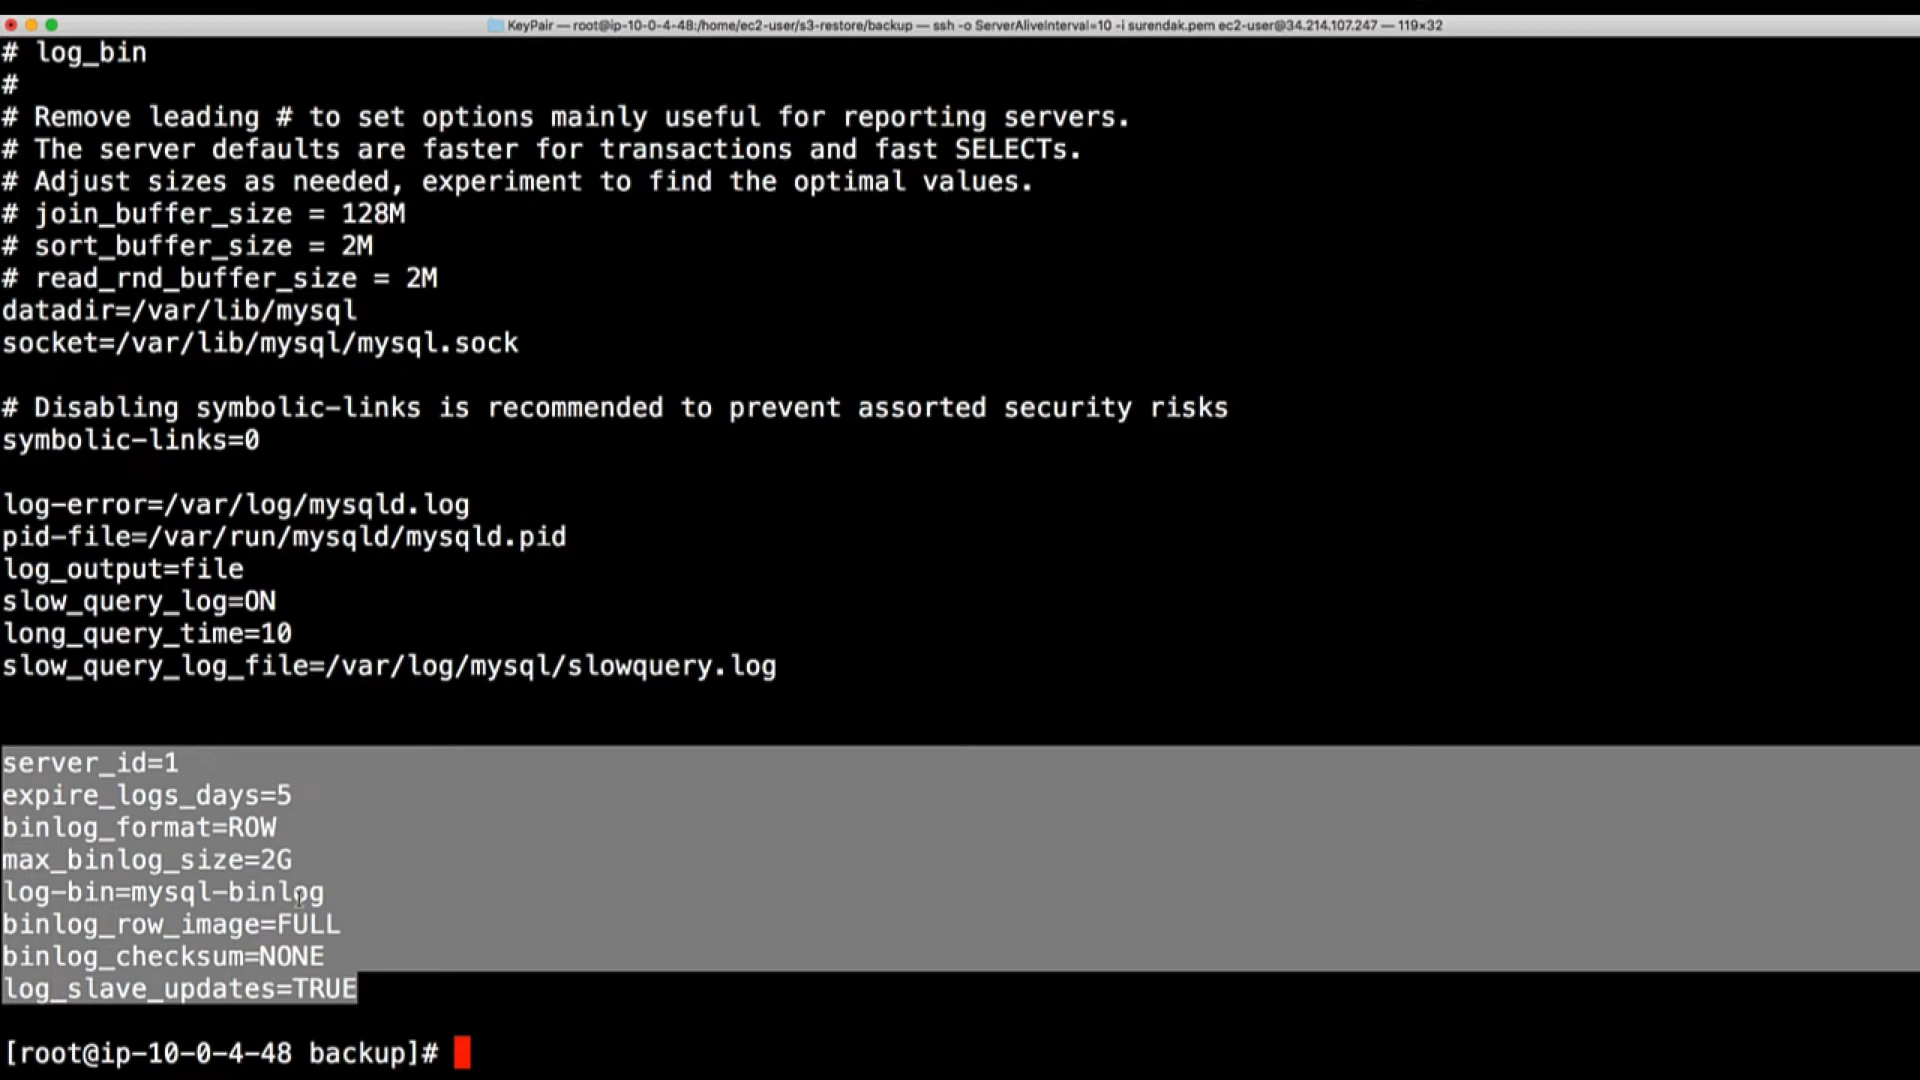 KeyPair — root@ip-10-0-4-48:/home/ec2-user/s3-restore/backup — ssh -o ServerAliveInterval=10 -i surendak.pem ec2-user@34.214.107.247 — 119×32
# log_bin
#
# Remove leading # to set options mainly useful for reporting servers.
# The server defaults are faster for transactions and fast SELECTs.
# Adjust sizes as needed, experiment to find the optimal values.
# join_buffer_size = 128M
# sort_buffer_size = 2M
# read_rnd_buffer_size = 2M
datadir=/var/lib/mysql
socket=/var/lib/mysql/mysql.sock
# Disabling symbolic-links is recommended to prevent assorted security risks
symbolic-links=0
log-error=/var/log/mysqld.log
pid-file=/var/run/mysqld/mysqld.pid
log_output=file
slow_query_log=ON
long_query_time=10
slow_query_log_file=/var/log/mysql/slowquery.log
server_id=1
expire_logs_days=5
binlog_format=ROW
max_binlog_size=2G
log-bin=mysql-binlog
binlog_row_image=FULL
binlog_checksum=NONE
log_slave_updates=TRUE
[root@ip-10-0-4-48 backup]#